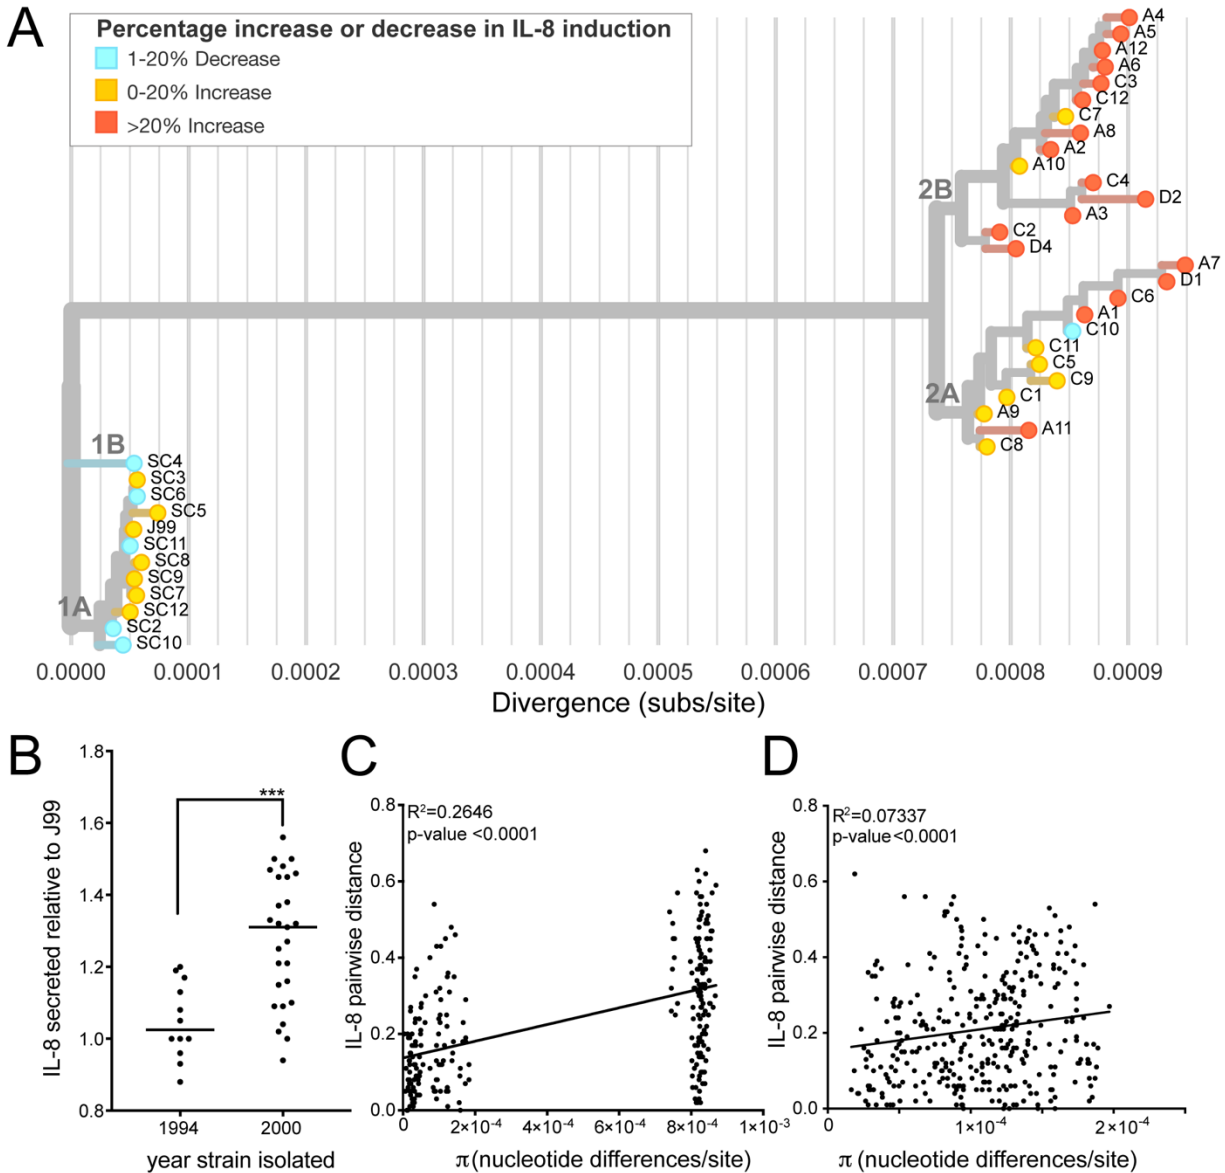 A
Percentage increase or decrease in IL-8 induction
1-20% Decrease
0-20% Increase
>20% Increase
A4
A5
A12
A6
C3
C12
C7
A8
A2
A10
2B
C4
D2
A3
C2
D4
A7
D1
C6
A1
C10
C11
C5
C9
2A
C1
A9
A11
C8
1B
SC4
SC3
SC6
SC5
J99
SC11
SC8
SC9
SC7
1A
SC12
SC2
SC10
0.0000 0.0001 0.0002 0.0003 0.0004 0.0005 0.0006 0.0007 0.0008 0.0009
Divergence (subs/site)
B
IL-8 secreted relative to J99
1.8
1.6
1.4
1.2
1.0
0.8
***
1994 2000
year strain isolated
C
IL-8 pairwise distance
0.8
0.6
0.4
0.2
0.0
R²=0.2646
p-value <0.0001
0 2×10⁻⁴ 4×10⁻⁴ 6×10⁻⁴ 8×10⁻⁴ 1×10⁻³
π(nucleotide differences/site)
D
IL-8 pairwise distance
0.8
0.6
0.4
0.2
0.0
R²=0.07337
p-value<0.0001
0 1×10⁻⁴ 2×10⁻⁴
π (nucleotide differences/site)